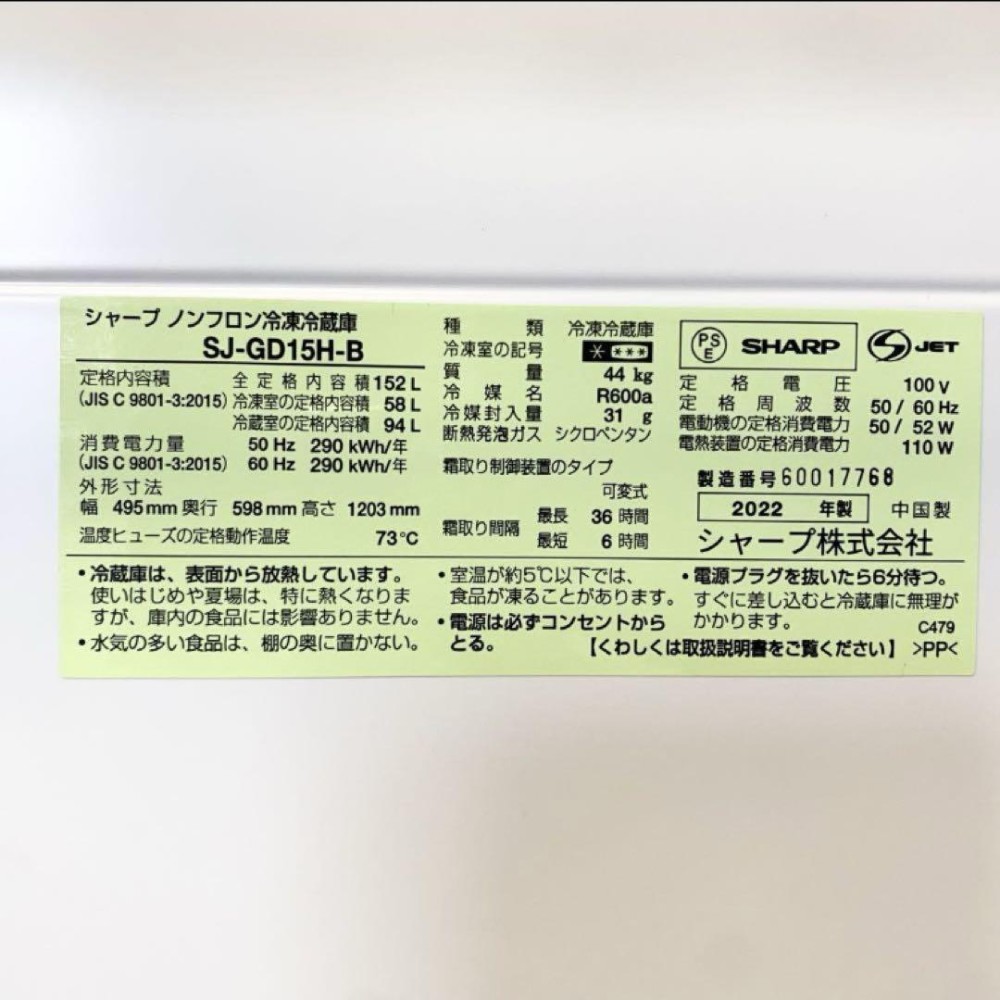 シャープ ノンフロン冷凍冷蔵庫
SJ-GD15H-B
定格内容積 全定格内容積 152 L
(JIS C 9801-3:2015) 冷凍室の定格内容積 58 L
冷蔵室の定格内容積 94 L
消費電力量 50 Hz 290 kWh/年
(JIS C 9801-3:2015) 60 Hz 290 kWh/年
外形寸法
幅 495 mm 奥行 598 mm 高さ 1203 mm
温度ヒューズの定格動作温度 73℃
種類 冷凍冷蔵庫
冷凍室の記号 * ***
質量 44 kg
冷媒名 R600a
冷媒封入量 31 g
断熱発泡ガス シクロペンタン
霜取り制御装置のタイプ
可変式
霜取り間隔 最長 36 時間
最短 6 時間
PSE SHARP S JET
定格電圧 100 V
定格周波数 50 / 60 Hz
電動機の定格消費電力 50 / 52 W
電熱装置の定格消費電力 110 W
製造番号 60017768
2022 年製 中国製
シャープ株式会社
・冷蔵庫は、表面から放熱しています。
使いはじめや夏場は、特に熱くなりま
すが、庫内の食品には影響ありません。
・水気の多い食品は、棚の奥に置かない。
・室温が約5℃以下では、
食品が凍ることがあります。
・電源は必ずコンセントから
とる。
・電源プラグを抜いたら6分待つ。
すぐに差し込むと冷蔵庫に無理が
かかります。
C479
【くわしくは取扱説明書をご覧ください】 >PP<